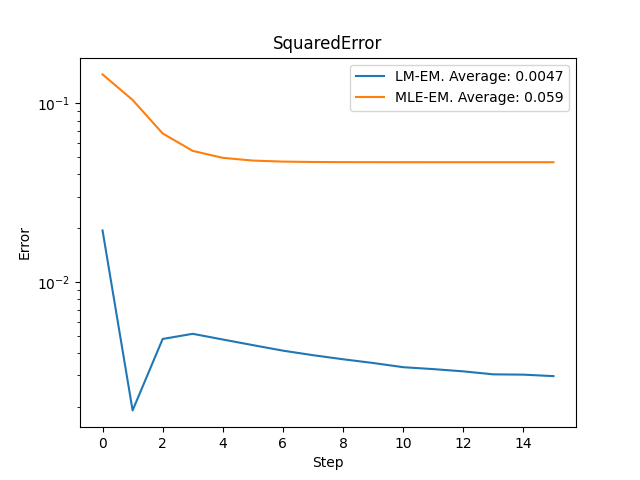 SquaredError
LM-EM. Average: 0.0047
MLE-EM. Average: 0.059
10⁻¹
10⁻²
Error
0 2 4 6 8 10 12 14
Step